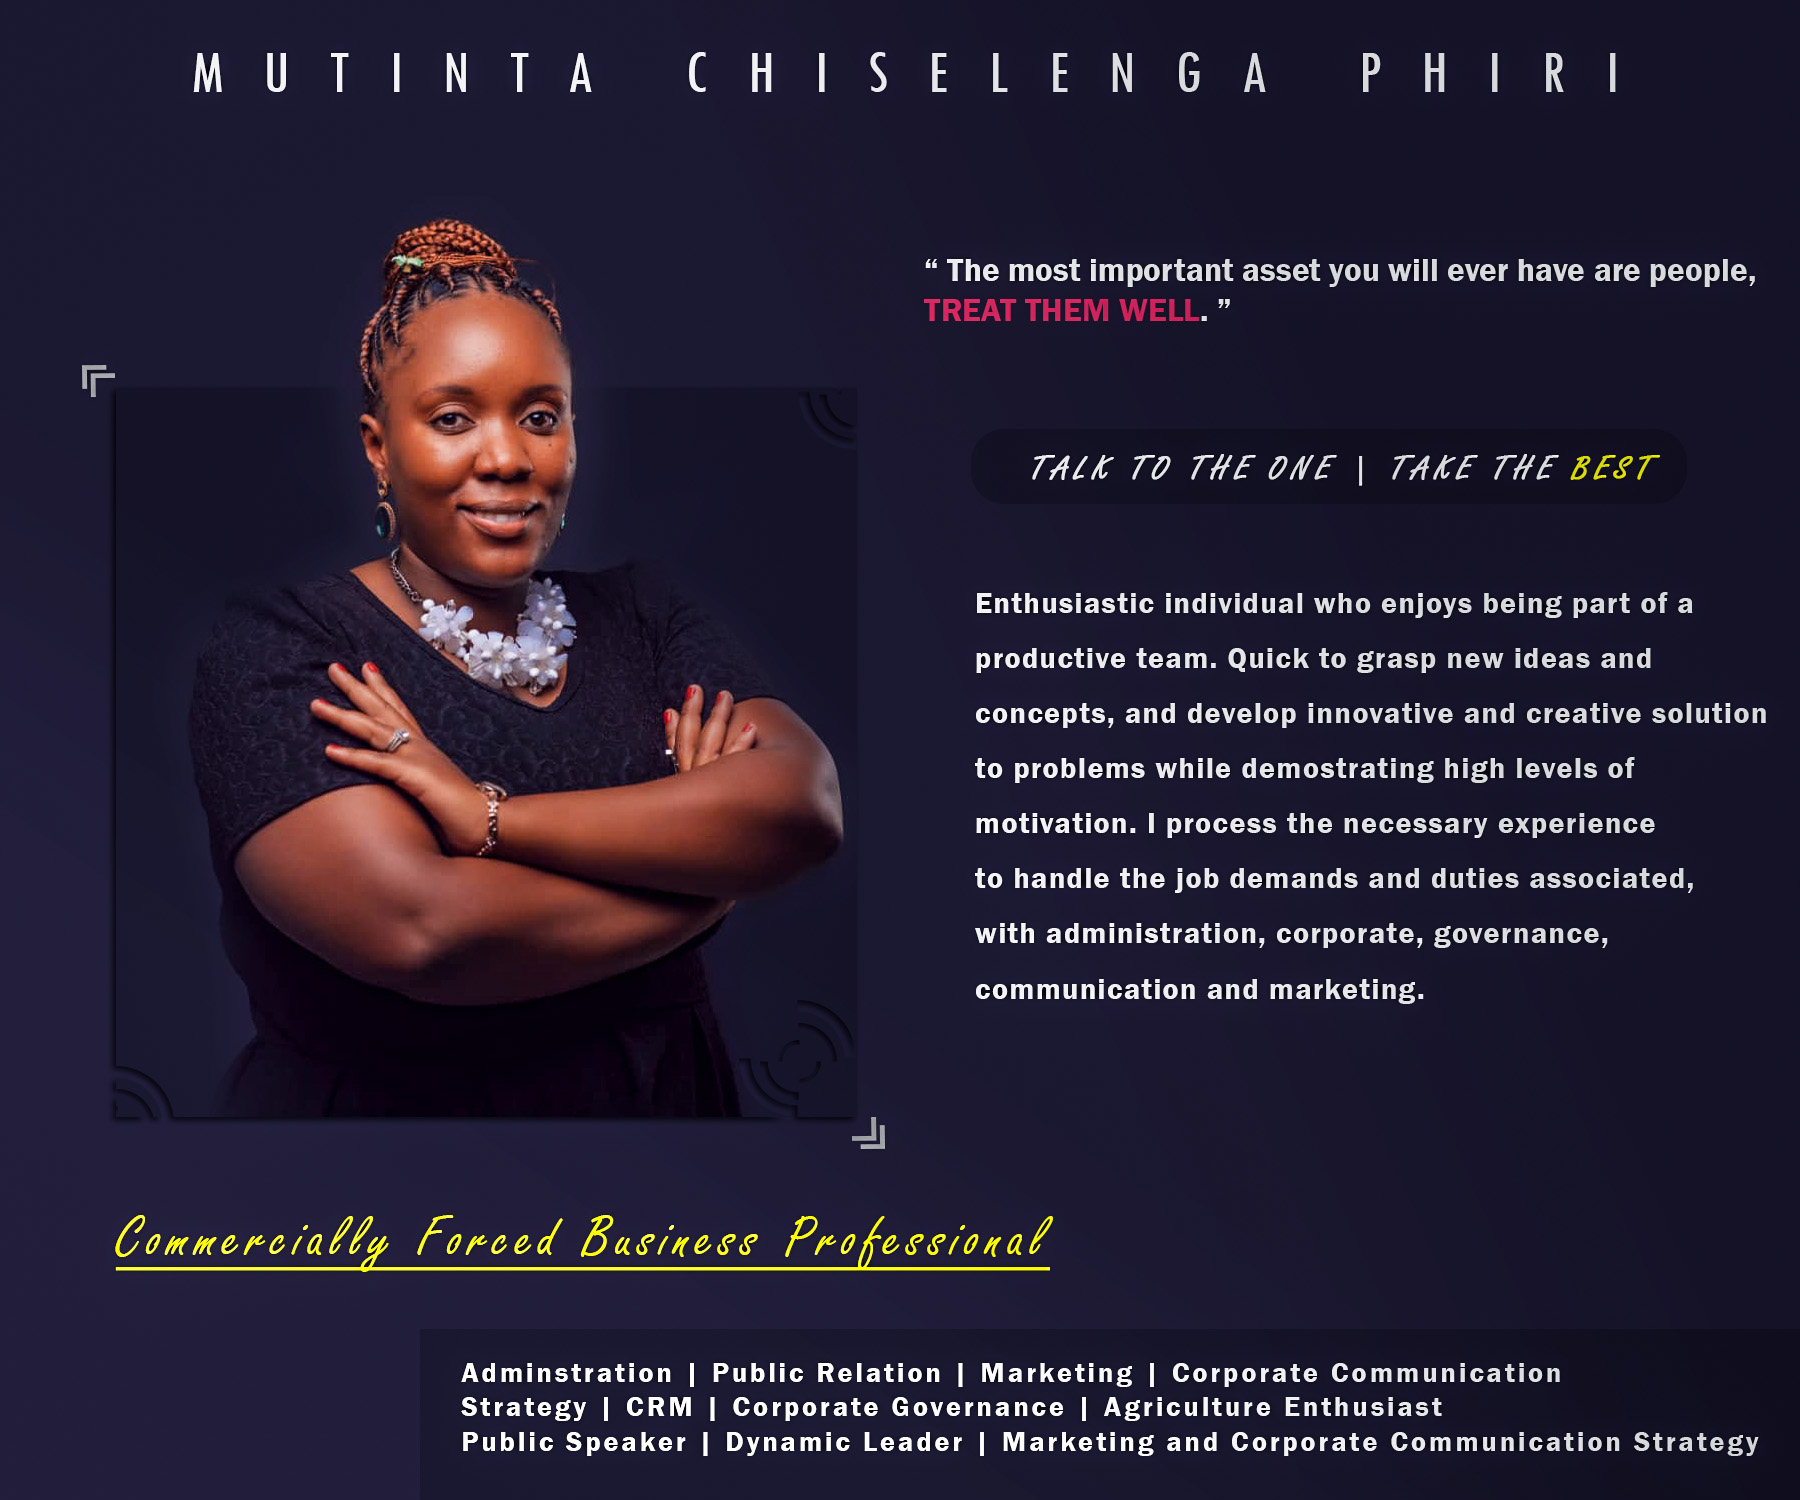 MUTINTA CHISELENGA PHIRI
“ The most important asset you will ever have are people,
TREAT THEM WELL. ”
TALK TO THE ONE | TAKE THE BEST
Enthusiastic individual who enjoys being part of a
productive team. Quick to grasp new ideas and
concepts, and develop innovative and creative solution
to problems while demostrating high levels of
motivation. I process the necessary experience
to handle the job demands and duties associated,
with administration, corporate, governance,
communication and marketing.
Commercially Forced Business Professional
Adminstration | Public Relation | Marketing | Corporate Communication
Strategy | CRM | Corporate Governance | Agriculture Enthusiast
Public Speaker | Dynamic Leader | Marketing and Corporate Communication Strategy